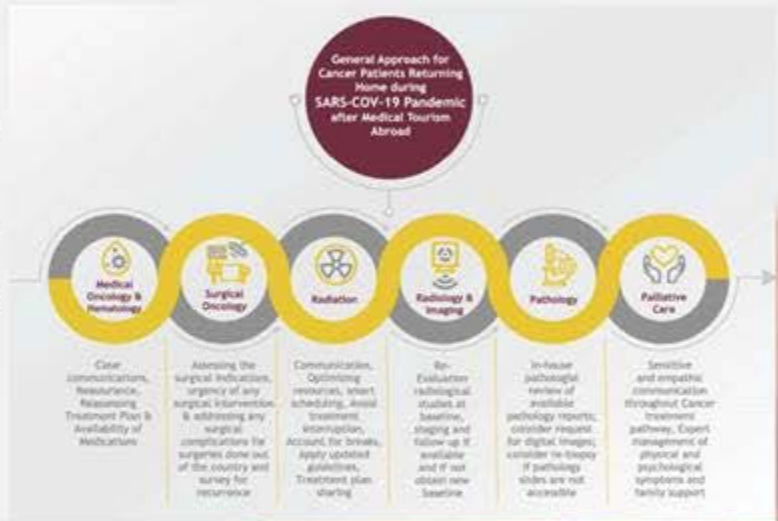 General Approach for
Cancer Patients Returning
Home during
SARS-COV-19 Pandemic
after Medical Tourism
Abroad
Medical
Oncology &
Hematology
Surgical
Oncology
Radiation
Radiology &
Imaging
Pathology
Palliative
Care
Clear
communications,
Reassurance,
Reassessing
Treatment Plan &
Availability of
Medications
Assessing the
surgical indications,
urgency of any
surgical intervention
& addressing any
surgical
complications for
surgeries done out
of the country and
survey for
recurrence
Communication,
Optimizing
resources, smart
scheduling, Avoid
treatment
interruption,
Account for breaks,
Apply updated
guidelines,
Treatment plan
sharing
Re-
Evaluation
radiological
studies at
baseline,
staging and
follow up if
available
and if not
obtain new
baseline
In-house
pathologist
review of
available
pathology reports;
consider request
for digital images;
consider re-biopsy
if pathology
slides are not
accessible
Sensitive
and empathic
communication
throughout Cancer
treatment
pathway, Expert
management of
physical and
psychological
symptoms and
family support